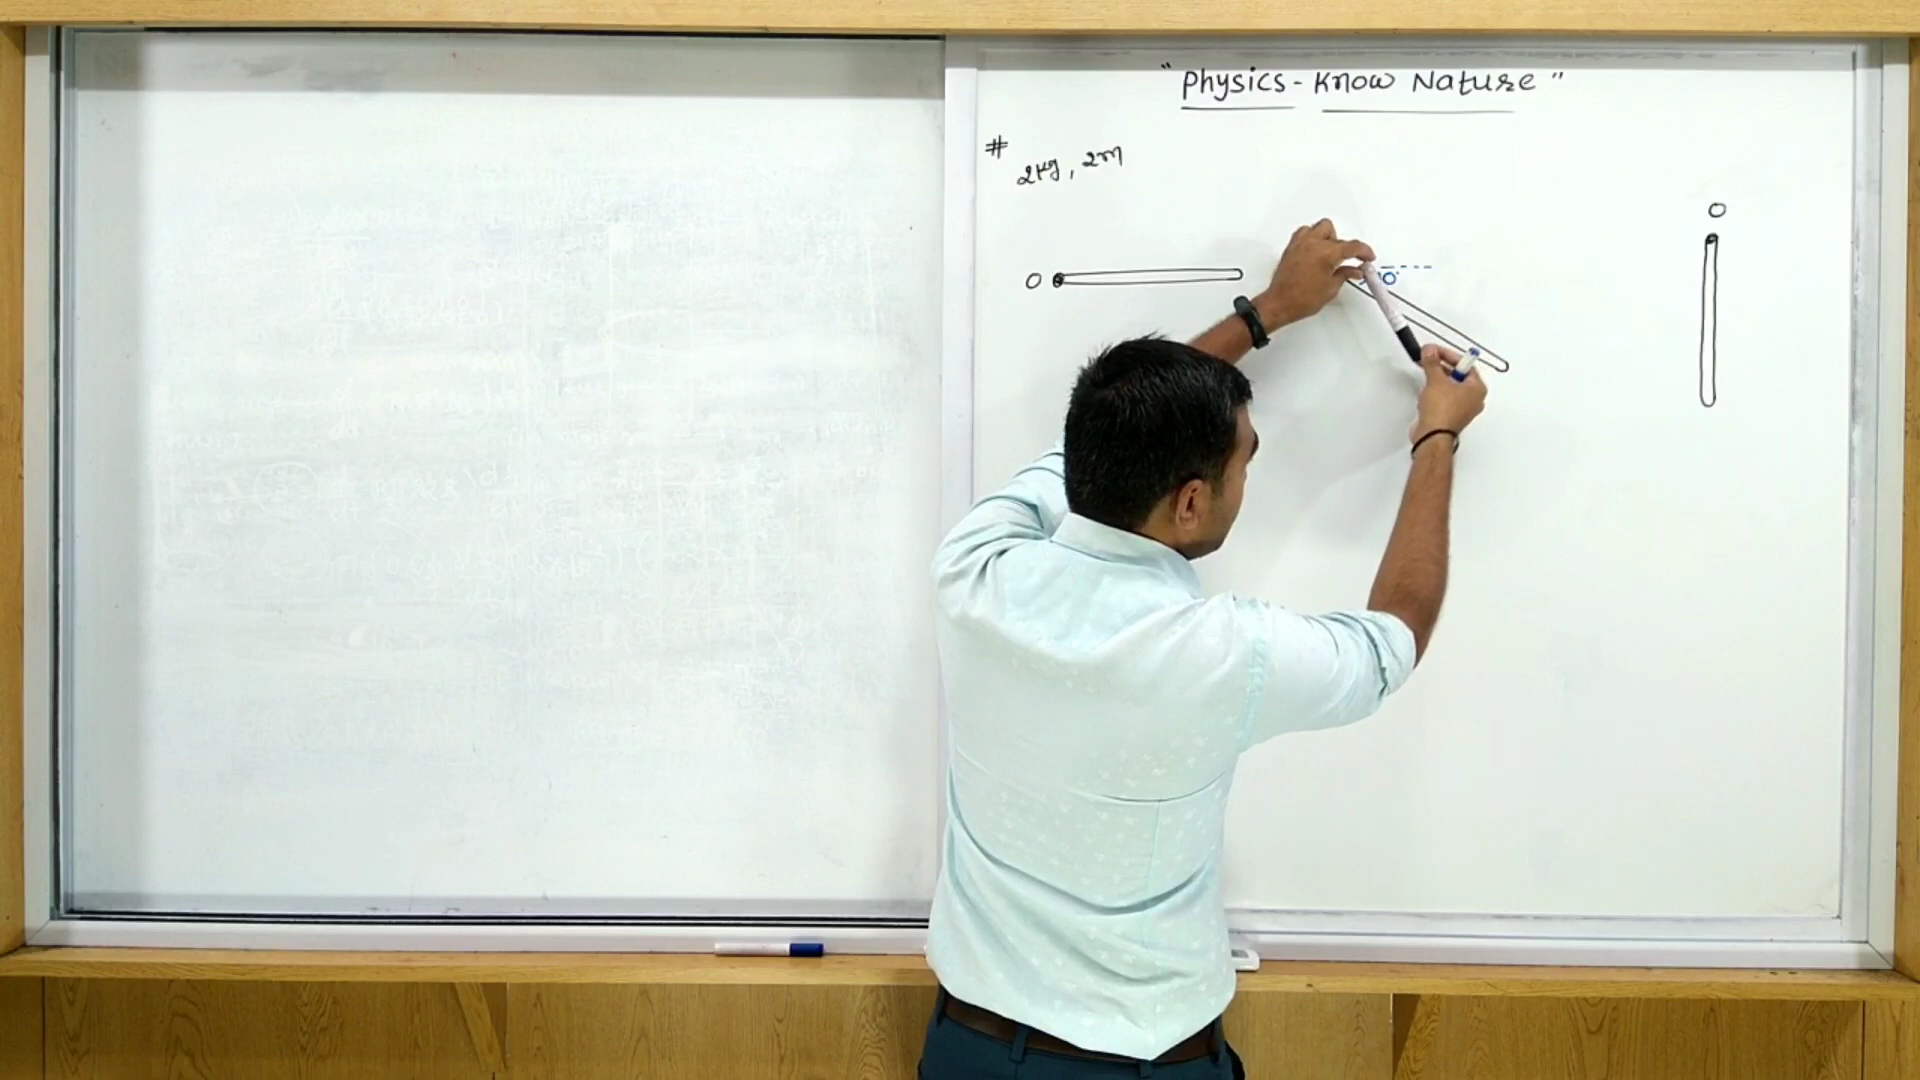 "Physics - Know Nature"
#
2kg, 2m
O
O